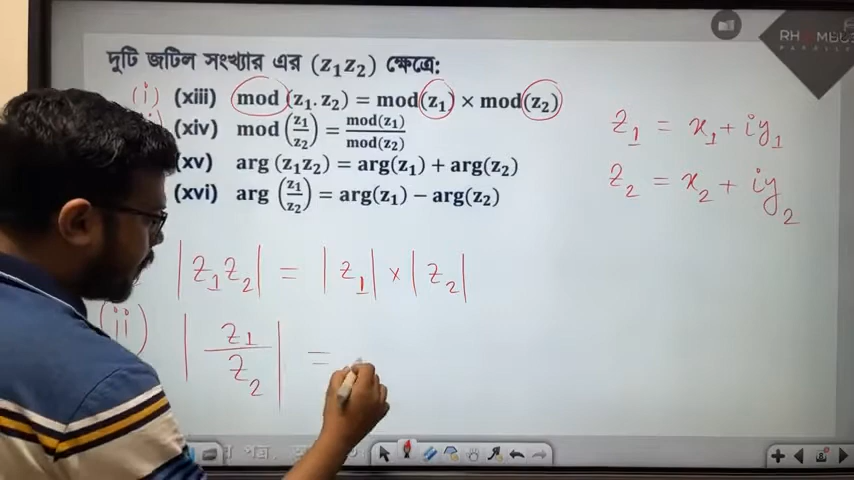 RHOMBUS
PARALLEL
দুটি জটিল সংখ্যার এর (z₁z₂) ক্ষেত্রে:
(i) (xiii) mod (z₁. z₂) = mod(z₁) × mod(z₂)
(xiv) mod (z₁/z₂) = mod(z₁)/mod(z₂)
(xv) arg (z₁z₂) = arg(z₁) + arg(z₂)
(xvi) arg (z₁/z₂) = arg(z₁) − arg(z₂)
z₁ = x₁ + iy₁
z₂ = x₂ + iy₂
|z₁z₂| = |z₁| × |z₂|
(ii) |z₁/z₂| =